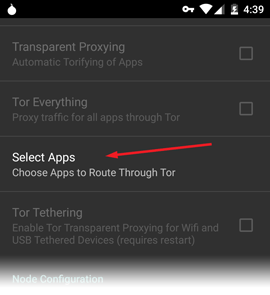 4:39
Transparent Proxying
Automatic Torifying of Apps
Tor Everything
Proxy traffic for all apps through Tor
Select Apps
Choose Apps to Route Through Tor
Tor Tethering
Enable Tor Transparent Proxying for Wifi and
USB Tethered Devices (requires restart)
Node Configuration